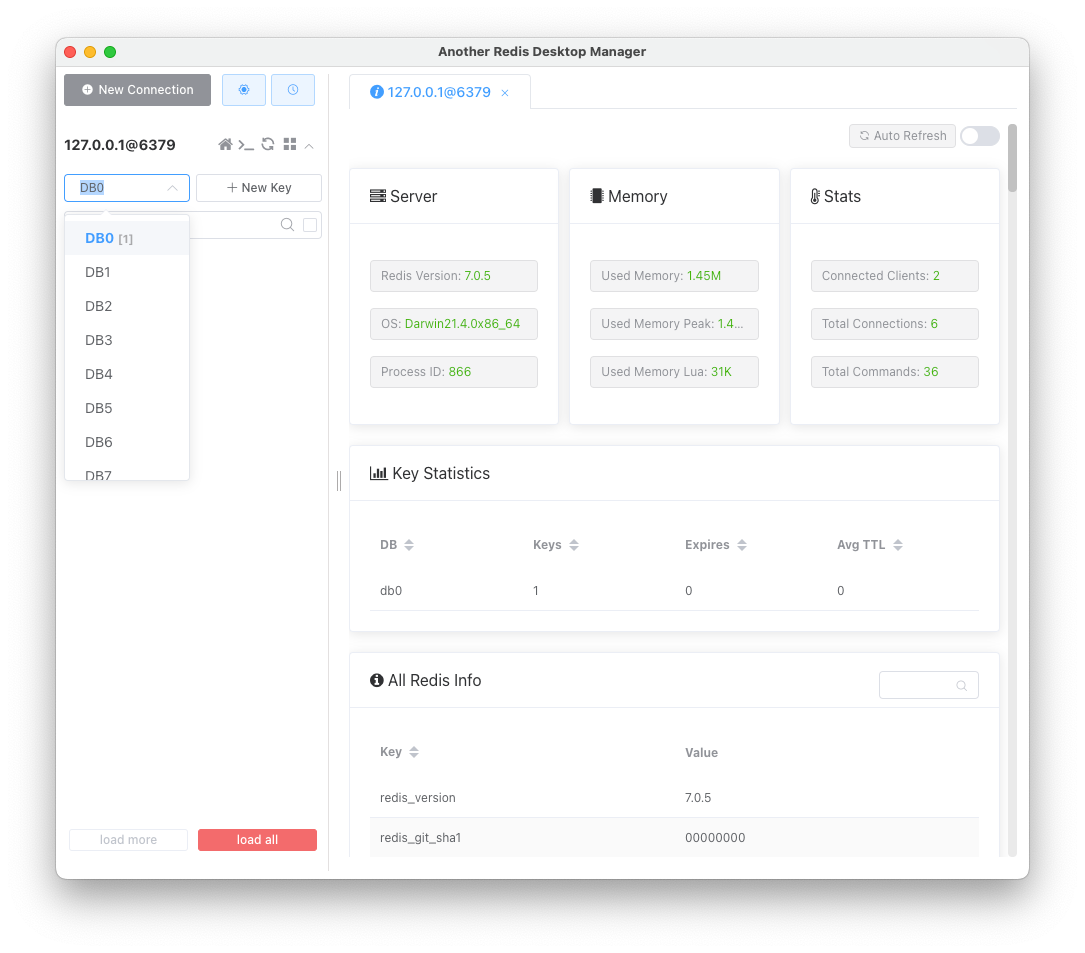 Another Redis Desktop Manager
New Connection
127.0.0.1@6379
127.0.0.1@6379
Auto Refresh
DB0
New Key
DB0 [1]
DB1
DB2
DB3
DB4
DB5
DB6
DB7
Server
Redis Version: 7.0.5
OS: Darwin21.4.0x86_64
Process ID: 866
Memory
Used Memory: 1.45M
Used Memory Peak: 1.4...
Used Memory Lua: 31K
Stats
Connected Clients: 2
Total Connections: 6
Total Commands: 36
Key Statistics
DB Keys Expires Avg TTL
db0 1 0 0
All Redis Info
Key Value
redis_version 7.0.5
redis_git_sha1 00000000
load more
load all